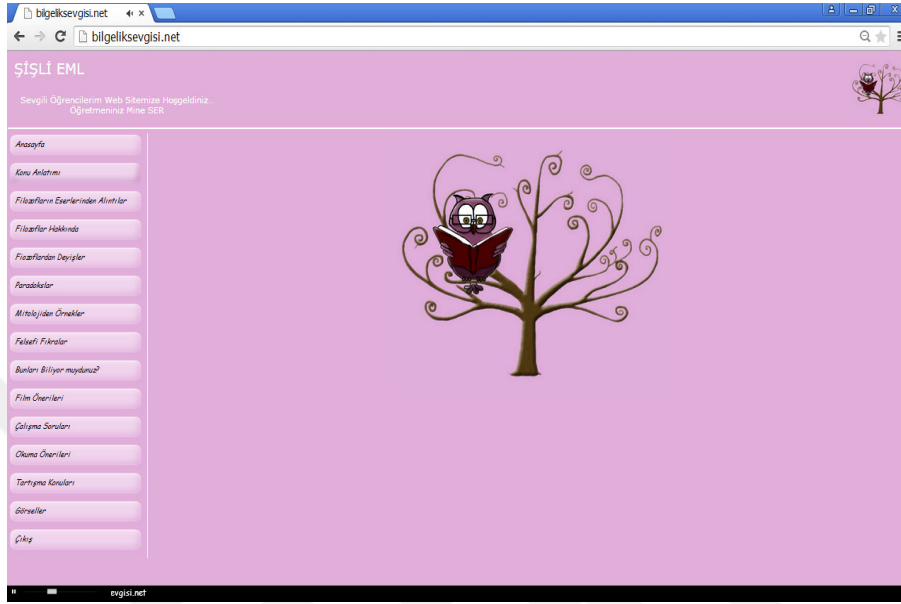 bilgeliksevgisi.net
bilgeliksevgisi.net
ŞİŞLİ EML
Sevgili Öğrencilerim Web Sitemize Hoşgeldiniz..
Öğretmeniniz Mine SER
Anasayfa
Konu Anlatımı
Filozofların Eserlerinden Alıntılar
Filozoflar Hakkında
Fiozoflardan Deyişler
Paradokslar
Mitolojiden Örnekler
Felsefi Fıkralar
Bunları Biliyor muydunuz?
Film Önerileri
Çalışma Soruları
Okuma Önerileri
Tartışma Konuları
Görseller
Çıkış
evgisi.net